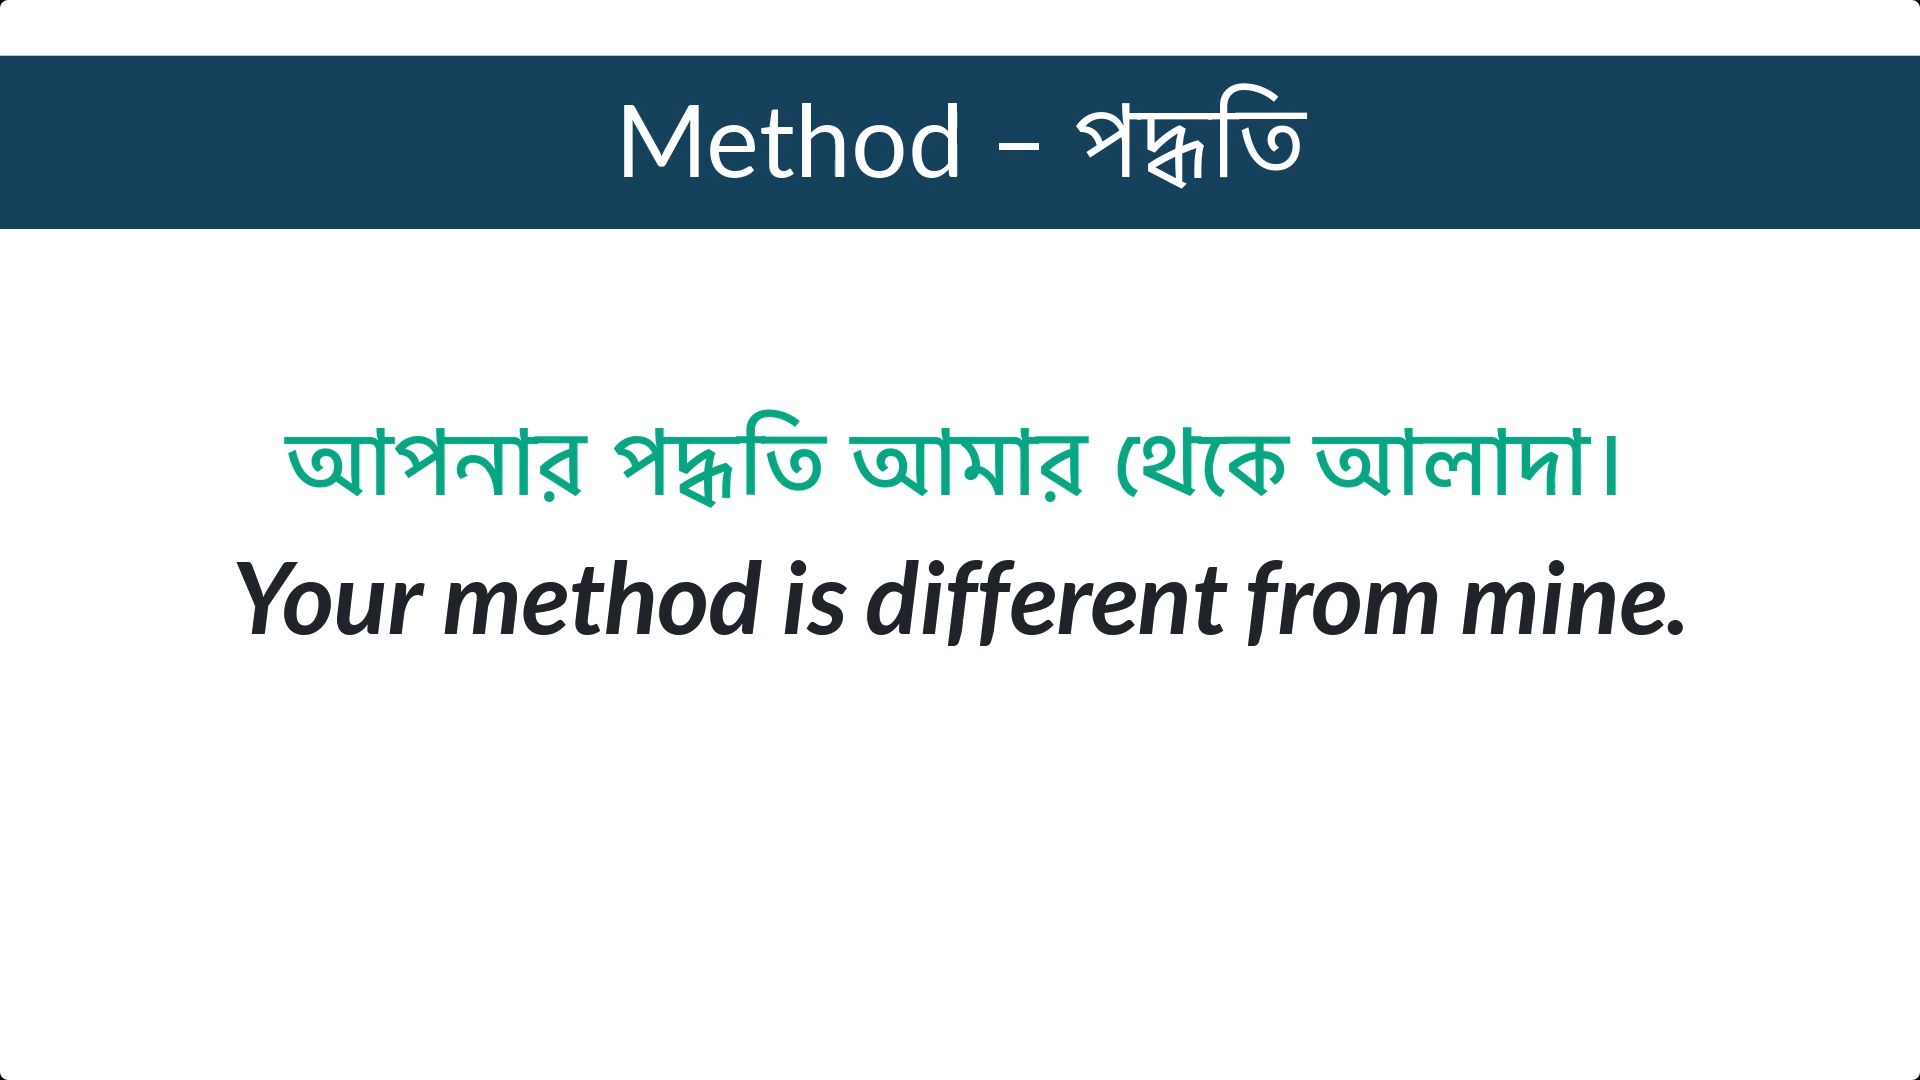 Method – পদ্ধতি
আপনার পদ্ধতি আমার থেকে আলাদা।
Your method is different from mine.